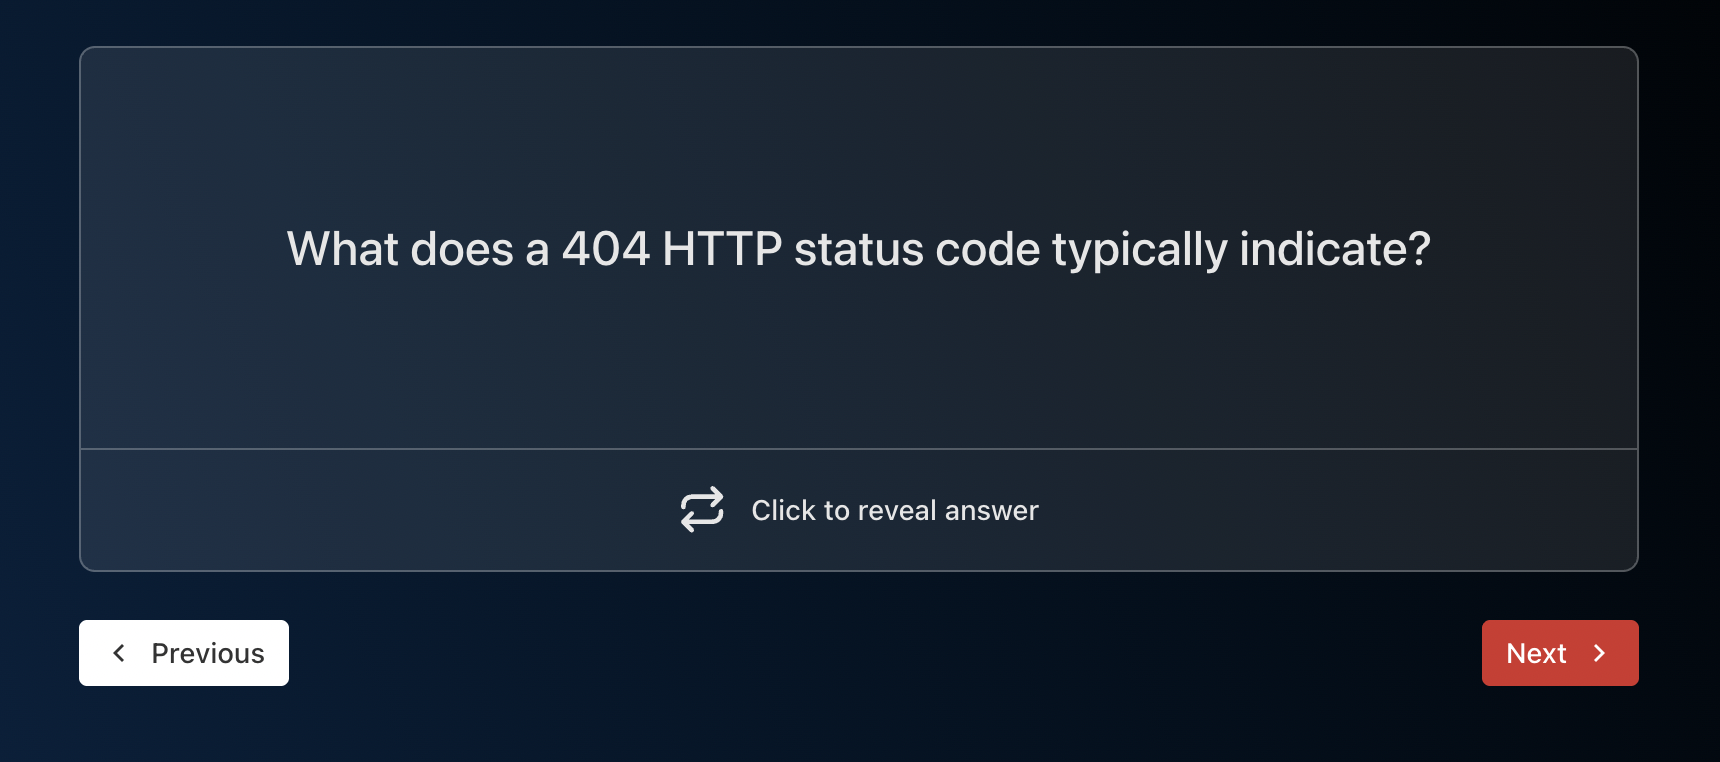 What does a 404 HTTP status code typically indicate?
Click to reveal answer
Previous
Next